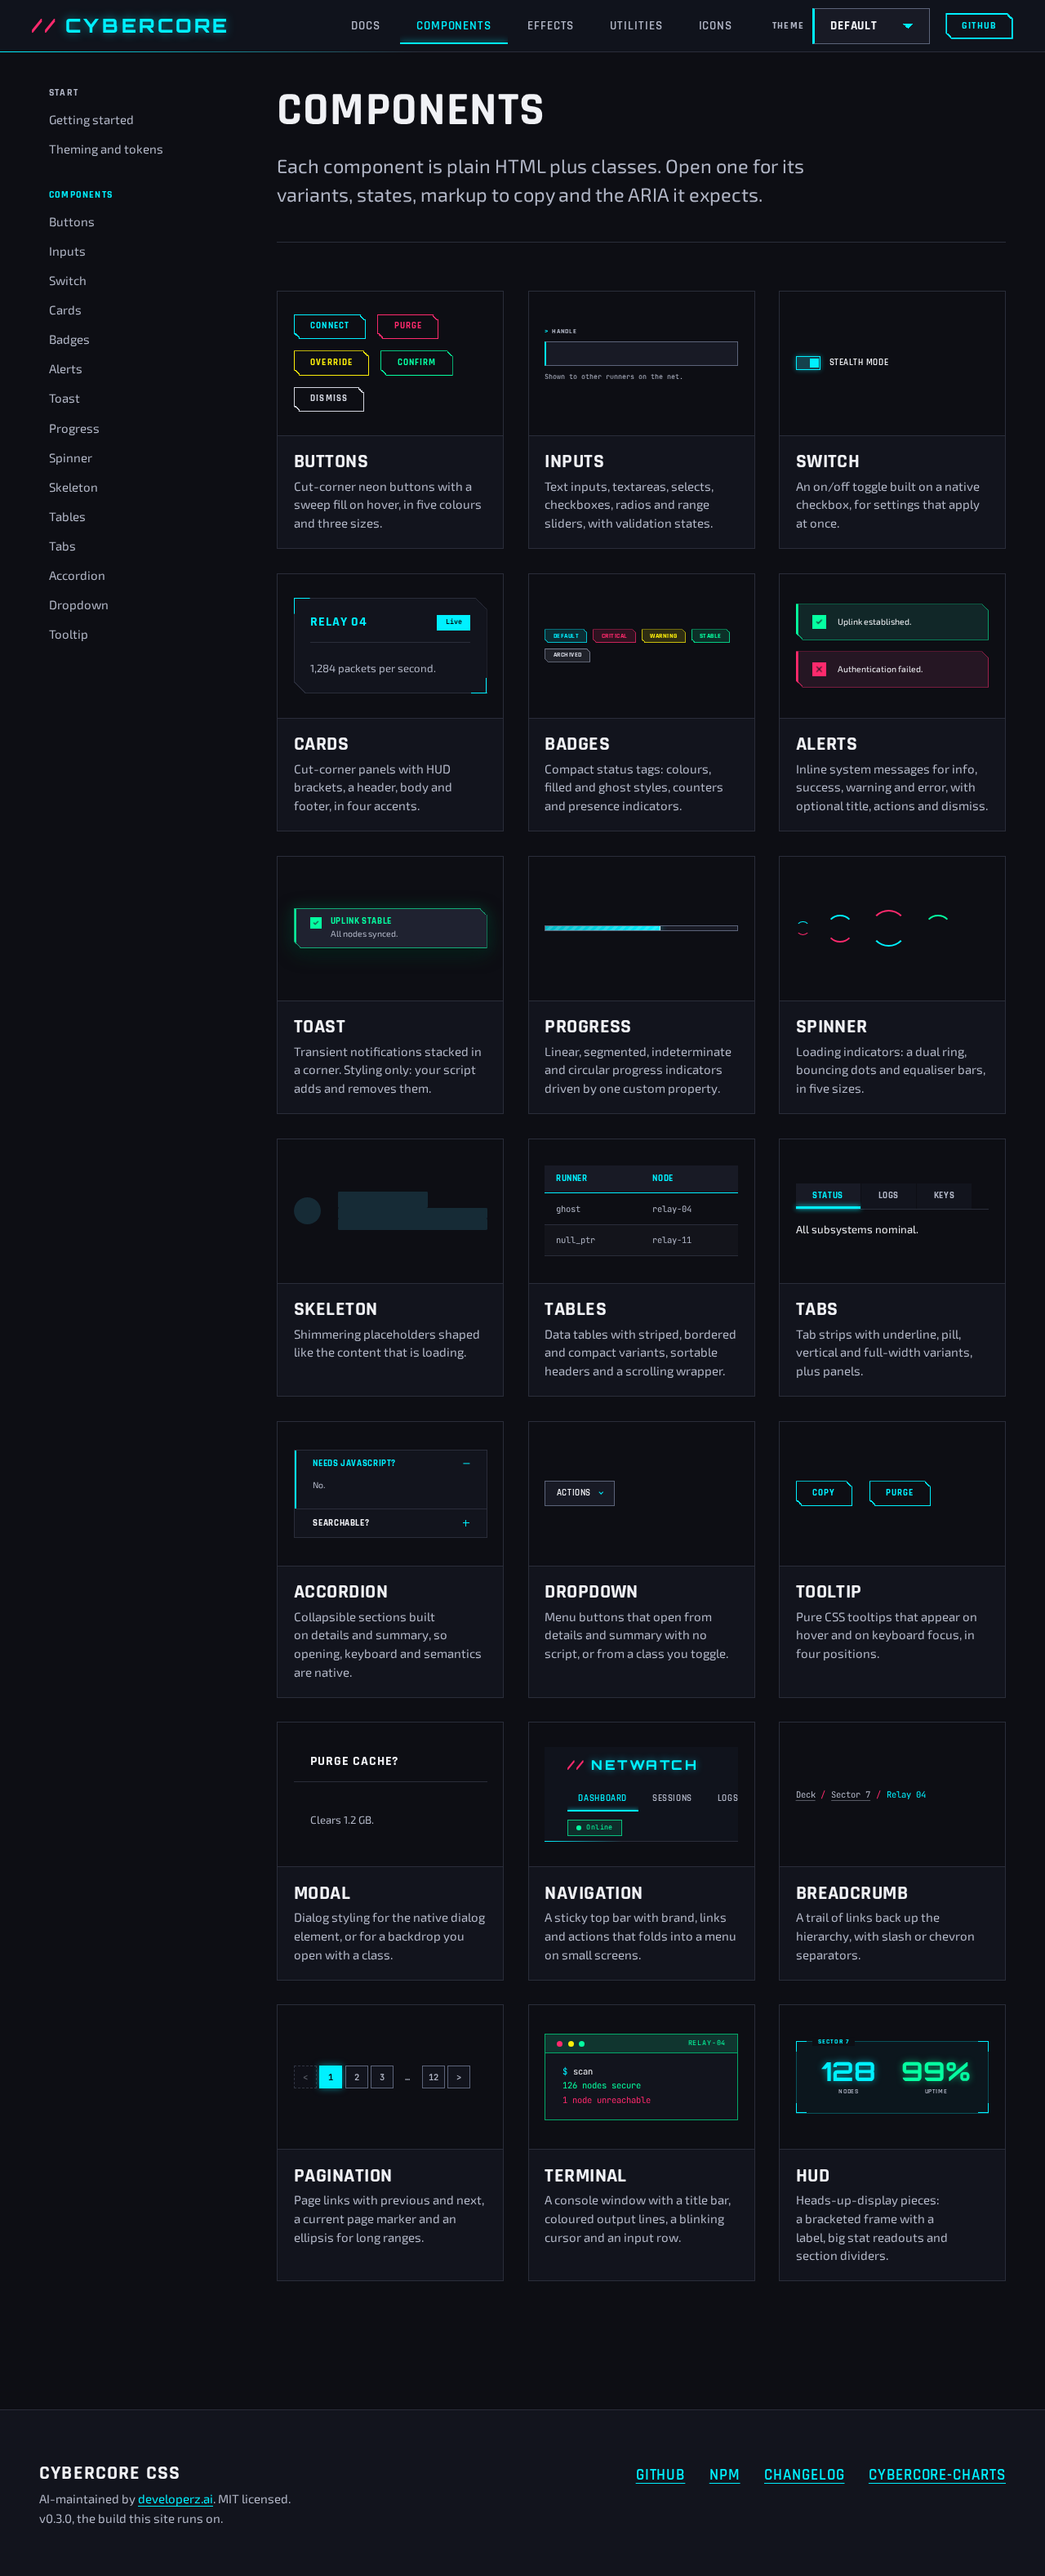 // CYBERCORE
DOCS
COMPONENTS
EFFECTS
UTILITIES
ICONS
THEME
DEFAULT
GITHUB
START
Getting started
Theming and tokens
COMPONENTS
Buttons
Inputs
Switch
Cards
Badges
Alerts
Toast
Progress
Spinner
Skeleton
Tables
Tabs
Accordion
Dropdown
Tooltip
COMPONENTS
Each component is plain HTML plus classes. Open one for its
variants, states, markup to copy and the ARIA it expects.
CONNECT
PURGE
OVERRIDE
CONFIRM
DISMISS
BUTTONS
Cut-corner neon buttons with a
sweep fill on hover, in five colours
and three sizes.
HANDLE
Shown to other runners on the net.
INPUTS
Text inputs, textareas, selects,
checkboxes, radios and range
sliders, with validation states.
STEALTH MODE
SWITCH
An on/off toggle built on a native
checkbox, for settings that apply
at once.
RELAY 04
Live
1,284 packets per second.
CARDS
Cut-corner panels with HUD
brackets, a header, body and
footer, in four accents.
DEFAULT
CRITICAL
WARNING
STABLE
ARCHIVED
BADGES
Compact status tags: colours,
filled and ghost styles, counters
and presence indicators.
Uplink established.
Authentication failed.
ALERTS
Inline system messages for info,
success, warning and error, with
optional title, actions and dismiss.
UPLINK STABLE
All nodes synced.
TOAST
Transient notifications stacked in
a corner. Styling only: your script
adds and removes them.
PROGRESS
Linear, segmented, indeterminate
and circular progress indicators
driven by one custom property.
SPINNER
Loading indicators: a dual ring,
bouncing dots and equaliser bars,
in five sizes.
SKELETON
Shimmering placeholders shaped
like the content that is loading.
RUNNER
NODE
ghost
relay-04
null_ptr
relay-11
TABLES
Data tables with striped, bordered
and compact variants, sortable
headers and a scrolling wrapper.
STATUS
LOGS
KEYS
All subsystems nominal.
TABS
Tab strips with underline, pill,
vertical and full-width variants,
plus panels.
NEEDS JAVASCRIPT?
No.
SEARCHABLE?
ACCORDION
Collapsible sections built
on details and summary, so
opening, keyboard and semantics
are native.
ACTIONS
DROPDOWN
Menu buttons that open from
details and summary with no
script, or from a class you toggle.
COPY
PURGE
TOOLTIP
Pure CSS tooltips that appear on
hover and on keyboard focus, in
four positions.
PURGE CACHE?
Clears 1.2 GB.
MODAL
Dialog styling for the native dialog
element, or for a backdrop you
open with a class.
// NETWATCH
DASHBOARD
SESSIONS
LOGS
Online
NAVIGATION
A sticky top bar with brand, links
and actions that folds into a menu
on small screens.
Deck / Sector 7 / Relay 04
BREADCRUMB
A trail of links back up the
hierarchy, with slash or chevron
separators.
< 1 2 3 … 12 >
PAGINATION
Page links with previous and next,
a current page marker and an
ellipsis for long ranges.
RELAY-04
$ scan
126 nodes secure
1 node unreachable
TERMINAL
A console window with a title bar,
coloured output lines, a blinking
cursor and an input row.
SECTOR 7
128
NODES
99%
UPTIME
HUD
Heads-up-display pieces:
a bracketed frame with a
label, big stat readouts and
section dividers.
CYBERCORE CSS
AI-maintained by developerz.ai. MIT licensed.
v0.3.0, the build this site runs on.
GITHUB
NPM
CHANGELOG
CYBERCORE-CHARTS